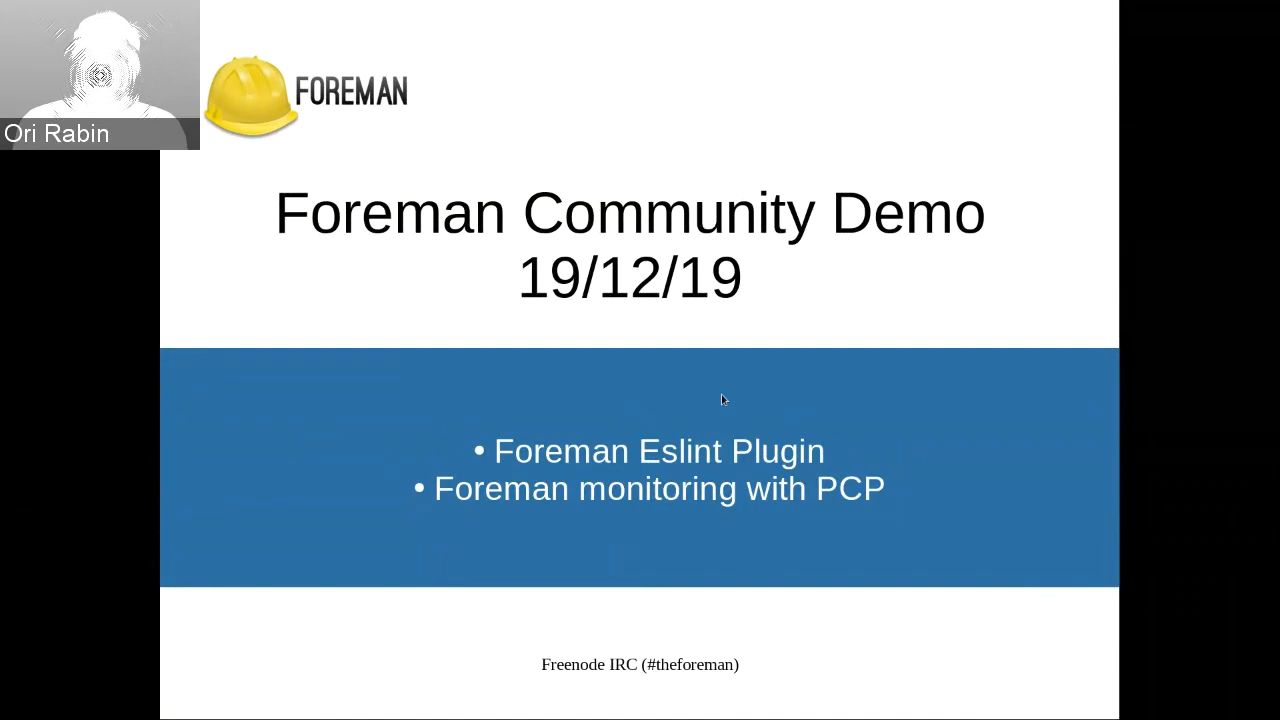 Ori Rabin
FOREMAN
Foreman Community Demo
19/12/19
• Foreman Eslint Plugin
• Foreman monitoring with PCP
Freenode IRC (#theforeman)